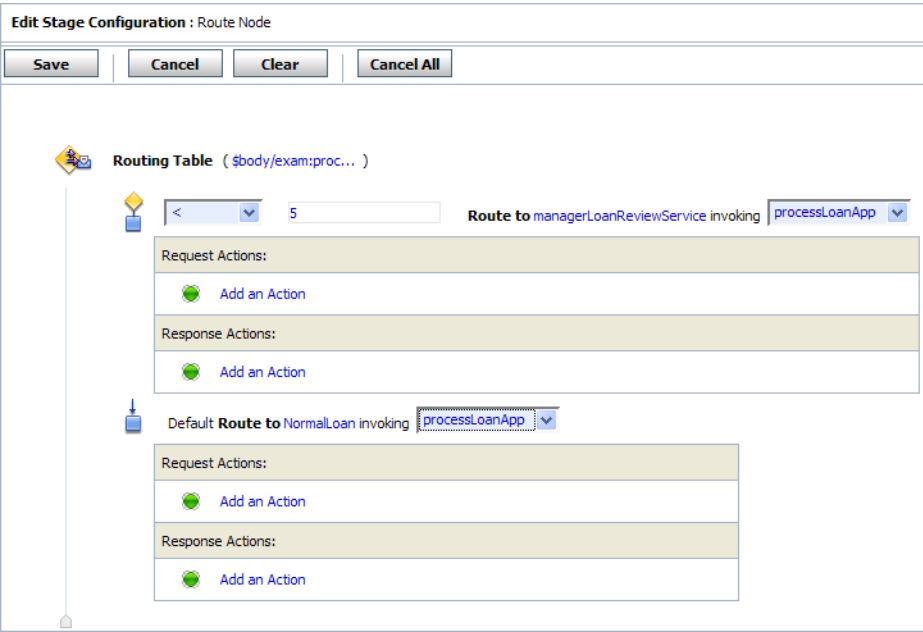 Edit Stage Configuration : Route Node
Save Cancel Clear Cancel All
Routing Table ( $body/exam:proc... )
< 5 Route to managerLoanReviewService invoking processLoanApp
Request Actions:
Add an Action
Response Actions:
Add an Action
Default Route to NormalLoan invoking processLoanApp
Request Actions:
Add an Action
Response Actions:
Add an Action